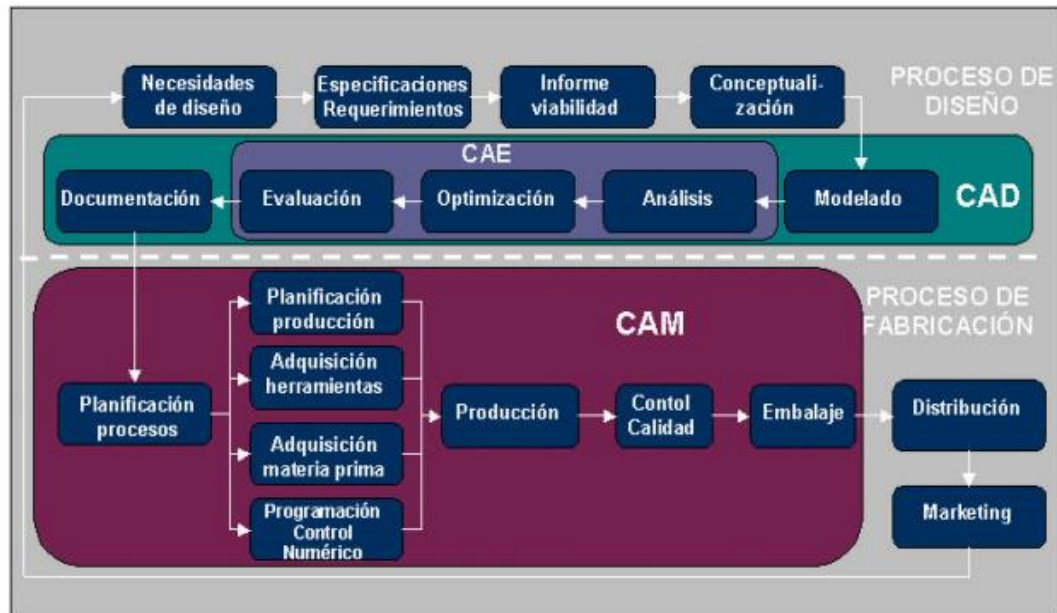 Necesidades
de diseño
Especificaciones
Requerimientos
Informe
viabilidad
Conceptuali-
zación
PROCESO DE
DISEÑO
CAE
Documentación
Evaluación
Optimización
Análisis
Modelado
CAD
PROCESO DE
FABRICACIÓN
CAM
Planificación
procesos
Planificación
producción
Adquisición
herramientas
Adquisición
materia prima
Programación
Control
Numérico
Producción
Contol
Calidad
Embalaje
Distribución
Marketing